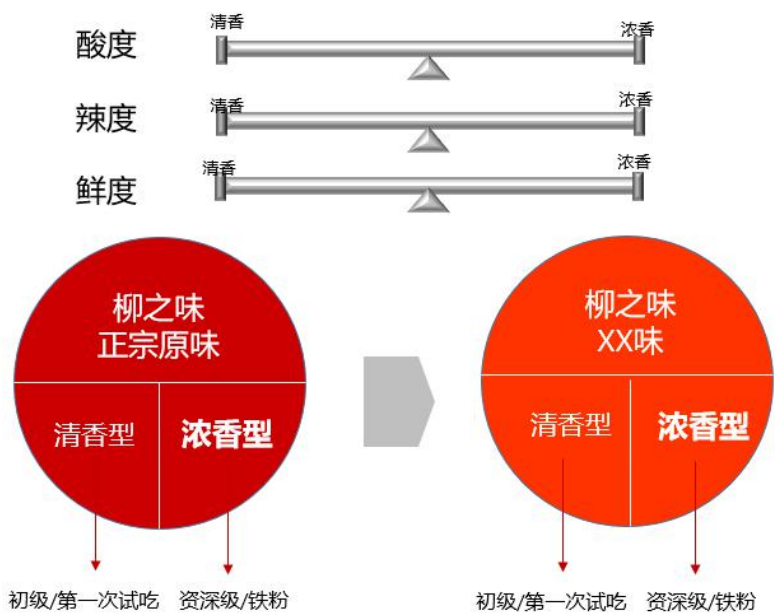 清香
浓香
酸度
清香
浓香
辣度
清香
浓香
鲜度
柳之味
正宗原味
清香型
浓香型
柳之味
XX味
清香型
浓香型
初级/第一次试吃
资深级/铁粉
初级/第一次试吃
资深级/铁粉